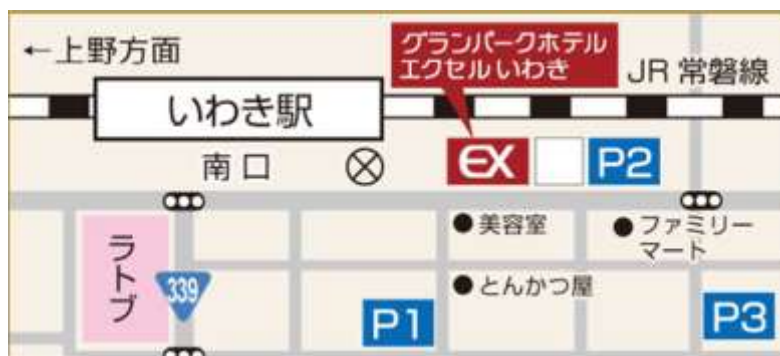 ←上野方面
グランパークホテル
エクセルいわき
JR 常磐線
いわき駅
南口
EX
P2
美容室
ファミリー
マート
ラトブ
339
とんかつ屋
P1
P3